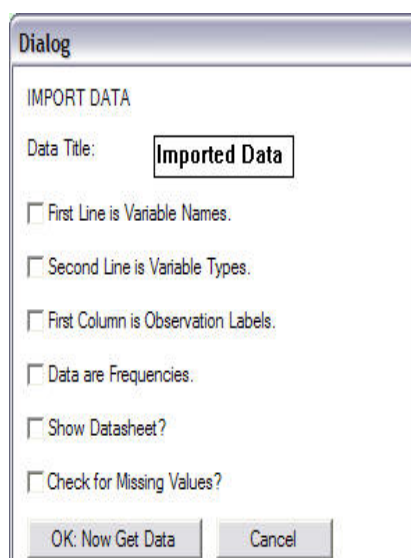 Dialog
IMPORT DATA
Data Title: Imported Data
First Line is Variable Names.
Second Line is Variable Types.
First Column is Observation Labels.
Data are Frequencies.
Show Datasheet?
Check for Missing Values?
OK: Now Get Data Cancel